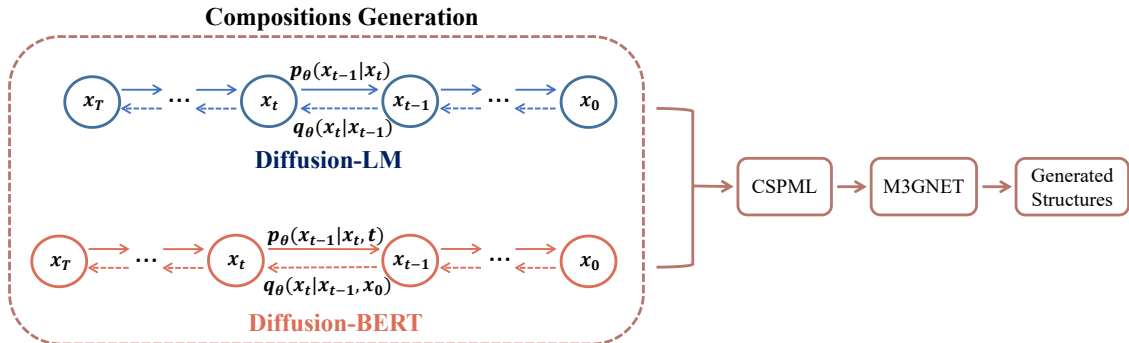 Compositions Generation
p_θ(x_{t-1}|x_t)
x_T ... x_t x_{t-1} ... x_0
q_θ(x_t|x_{t-1})
Diffusion-LM
CSPML M3GNET Generated
Structures
p_θ(x_{t-1}|x_t, t)
x_T ... x_t x_{t-1} ... x_0
q_θ(x_t|x_{t-1}, x_0)
Diffusion-BERT